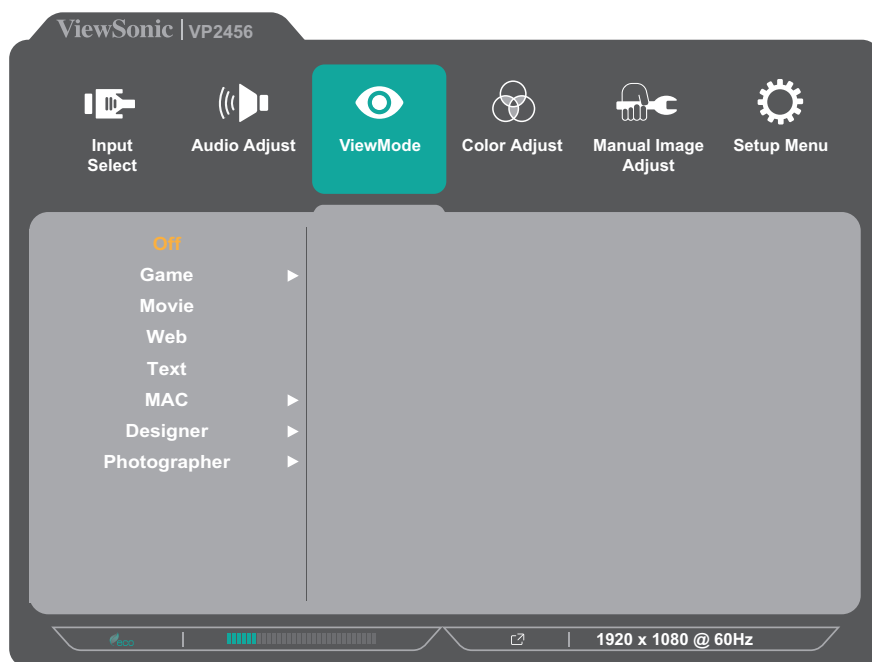 ViewSonic | VP2456
Input
Select
Audio Adjust
ViewMode
Color Adjust
Manual Image
Adjust
Setup Menu
Off
Game
Movie
Web
Text
MAC
Designer
Photographer
eco
1920 x 1080 @ 60Hz